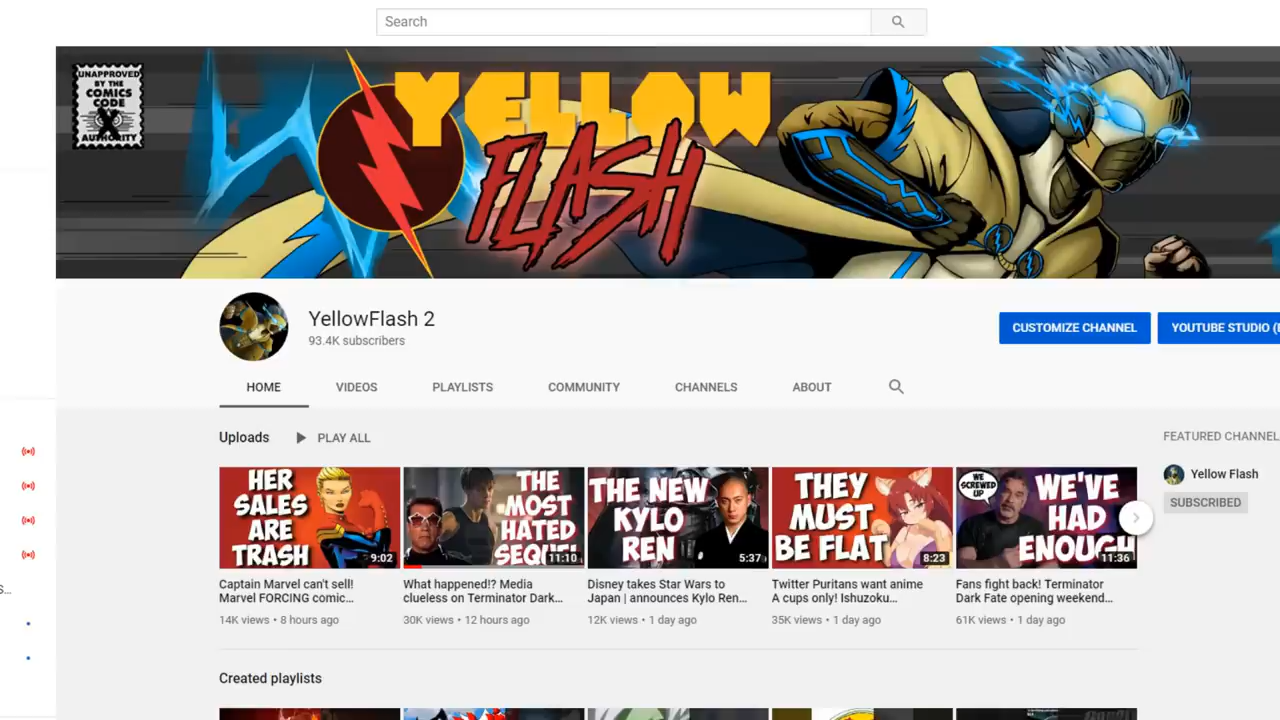 Search
UNAPPROVED
BY THE
COMICS
CODE
AUTHORITY
YELLOW
FLASH
YellowFlash 2
93.4K subscribers
CUSTOMIZE CHANNEL
YOUTUBE STUDIO (
HOME
VIDEOS
PLAYLISTS
COMMUNITY
CHANNELS
ABOUT
Uploads
PLAY ALL
FEATURED CHANNEL
Yellow Flash
SUBSCRIBED
HER
SALES
ARE
TRASH
9:02
THE
MOST
HATED
SEQUEL
11:10
THE NEW
KYLO
REN
5:37
THEY
MUST
BE FLAT
8:23
WE
SCREWED
UP
WE'VE
HAD
ENOUGH
11:36
Captain Marvel can't sell!
Marvel FORCING comic...
14K views • 8 hours ago
What happened!? Media
clueless on Terminator Dark...
30K views • 12 hours ago
Disney takes Star Wars to
Japan | announces Kylo Ren...
12K views • 1 day ago
Twitter Puritans want anime
A cups only! Ishuzoku...
35K views • 1 day ago
Fans fight back! Terminator
Dark Fate opening weekend...
61K views • 1 day ago
S...
Created playlists